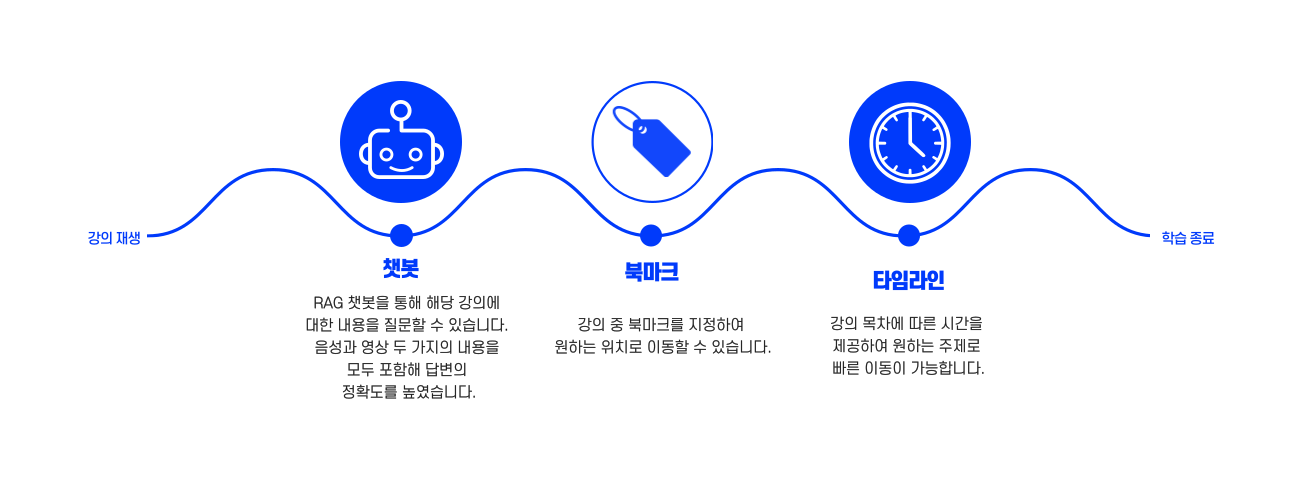 강의 재생
챗봇
RAG 챗봇을 통해 해당 강의에
대한 내용을 질문할 수 있습니다.
음성과 영상 두 가지의 내용을
모두 포함해 답변의
정확도를 높였습니다.
북마크
강의 중 북마크를 지정하여
원하는 위치로 이동할 수 있습니다.
타임라인
강의 목차에 따른 시간을
제공하여 원하는 주제로
빠른 이동이 가능합니다.
학습 종료